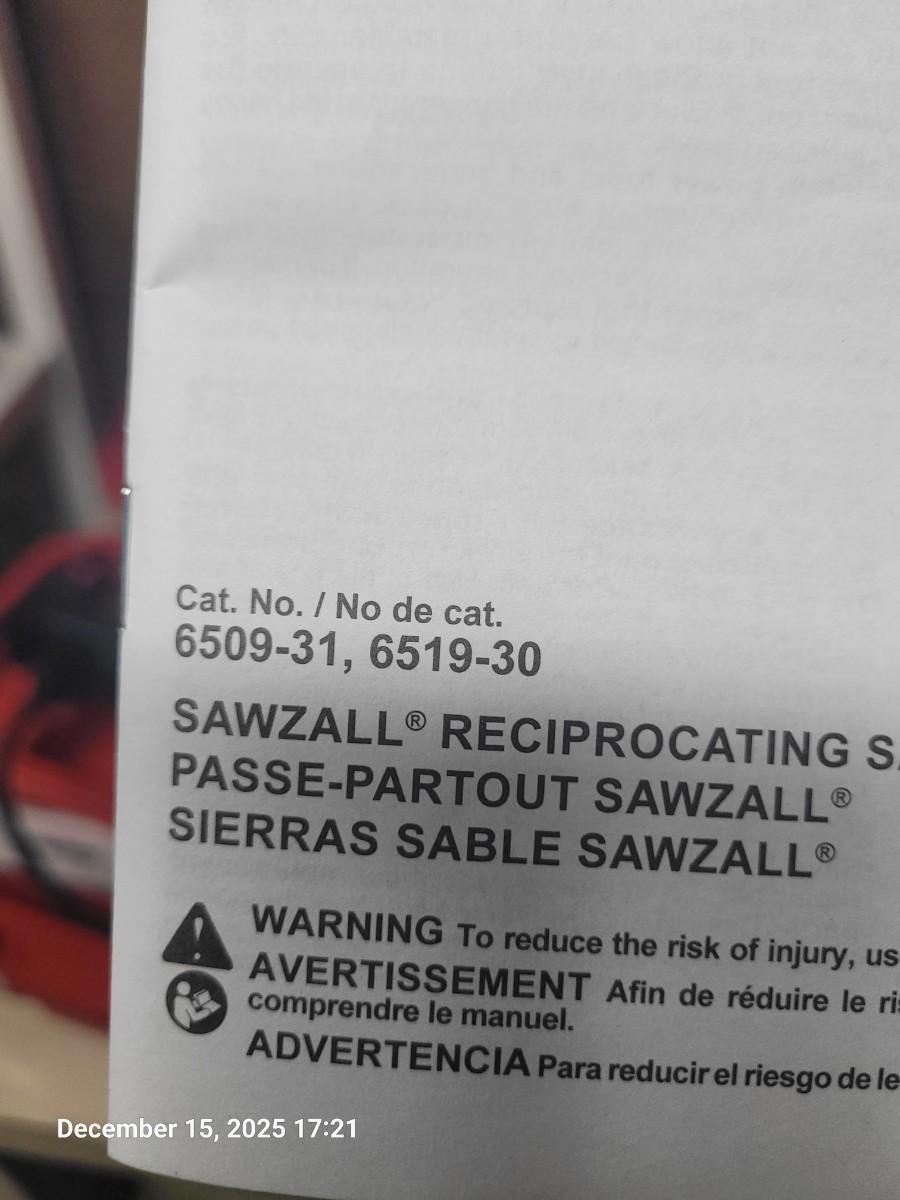 Cat. No. / No de cat.
6509-31, 6519-30
SAWZALL® RECIPROCATING
PASSE-PARTOUT SAWZALL®
SIERRAS SABLE SAWZALL®
WARNING To reduce the risk of injury,
AVERTISSEMENT Afin de réduire le
comprendre le manuel.
ADVERTENCIA Para reducir el riesgo de
December 15, 2025 17:21